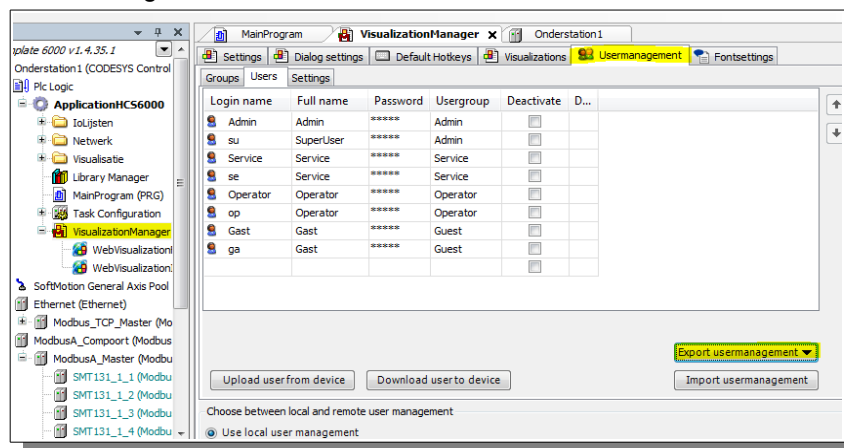 MainProgram VisualizationManager x Onderstation1
plate 6000 v1.4.35.1
Onderstation1 (CODESYS Control
Plc Logic
ApplicationHCS6000
IoLijsten
Netwerk
Visualisatie
Library Manager
MainProgram (PRG)
Task Configuration
VisualizationManager
WebVisualization
WebVisualization
SoftMotion General Axis Pool
Ethernet (Ethernet)
Modbus_TCP_Master (Mo
ModbusA_Compoort (Modbus
ModbusA_Master (Modbu
SMT131_1_1 (Modbu
SMT131_1_2 (Modbu
SMT131_1_3 (Modbu
SMT131_1_4 (Modbu
Settings Dialog settings Default Hotkeys Visualizations Usermanagement Fontsettings
Groups Users Settings
Login name Full name Password Usergroup Deactivate D...
Admin Admin ***** Admin
su SuperUser ***** Admin
Service Service ***** Service
se Service ***** Service
Operator Operator ***** Operator
op Operator ***** Operator
Gast Gast ***** Guest
ga Gast ***** Guest
Export usermanagement
Upload user from device Download user to device Import usermanagement
Choose between local and remote user management
Use local user management